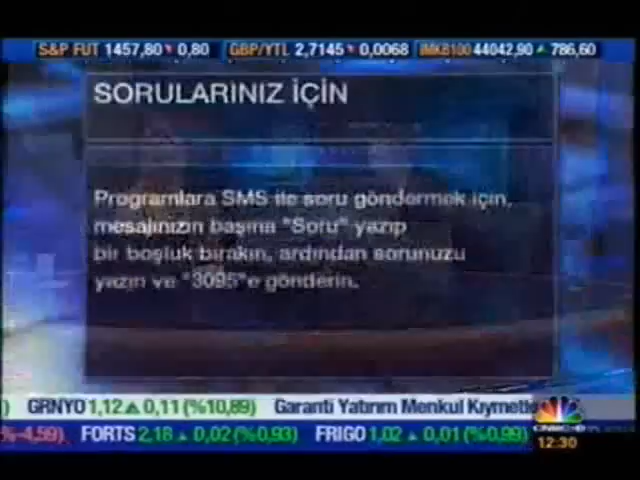 S&P FUT 1457,80 0,80 GBP/YTL 2,7145 0,0068 IMKB100 44042,90 786,60
SORULARINIZ İÇİN
Programlara SMS ile soru göndermek için,
mesajınızın başına "Soru" yazıp
bir boşluk bırakın, ardından sorunuzu
yazın ve "3095"e gönderin.
) GRNYO 1,12 0,11 (%10,89) Garanti Yatırım Menkul Kıymetle
%-4,59) FORTS 2,18 0,02 (%0,93) FRIGO 1,02 0,01 (%0,99)
CNBC-e
12:30